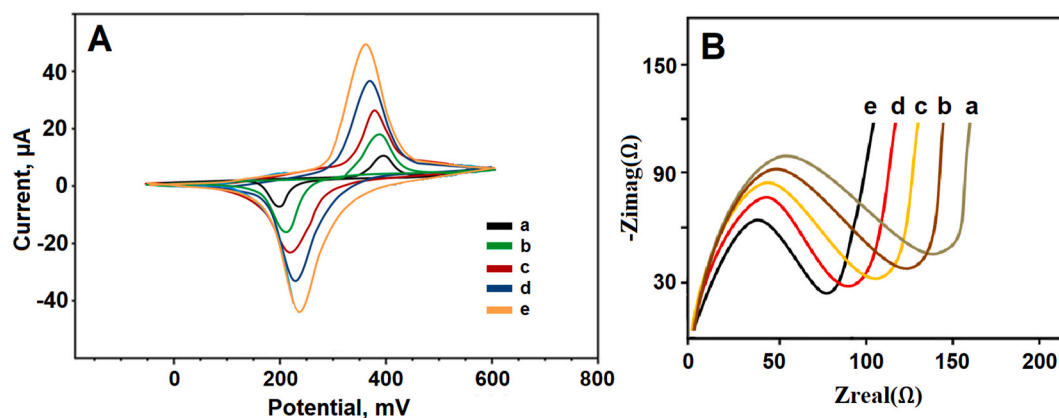 A
Current, µA
40
20
0
-20
-40
0
200
400
600
800
Potential, mV
a
b
c
d
e
B
-Zimag(Ω)
150
90
30
e d c b a
0
50
100
150
200
Zreal(Ω)